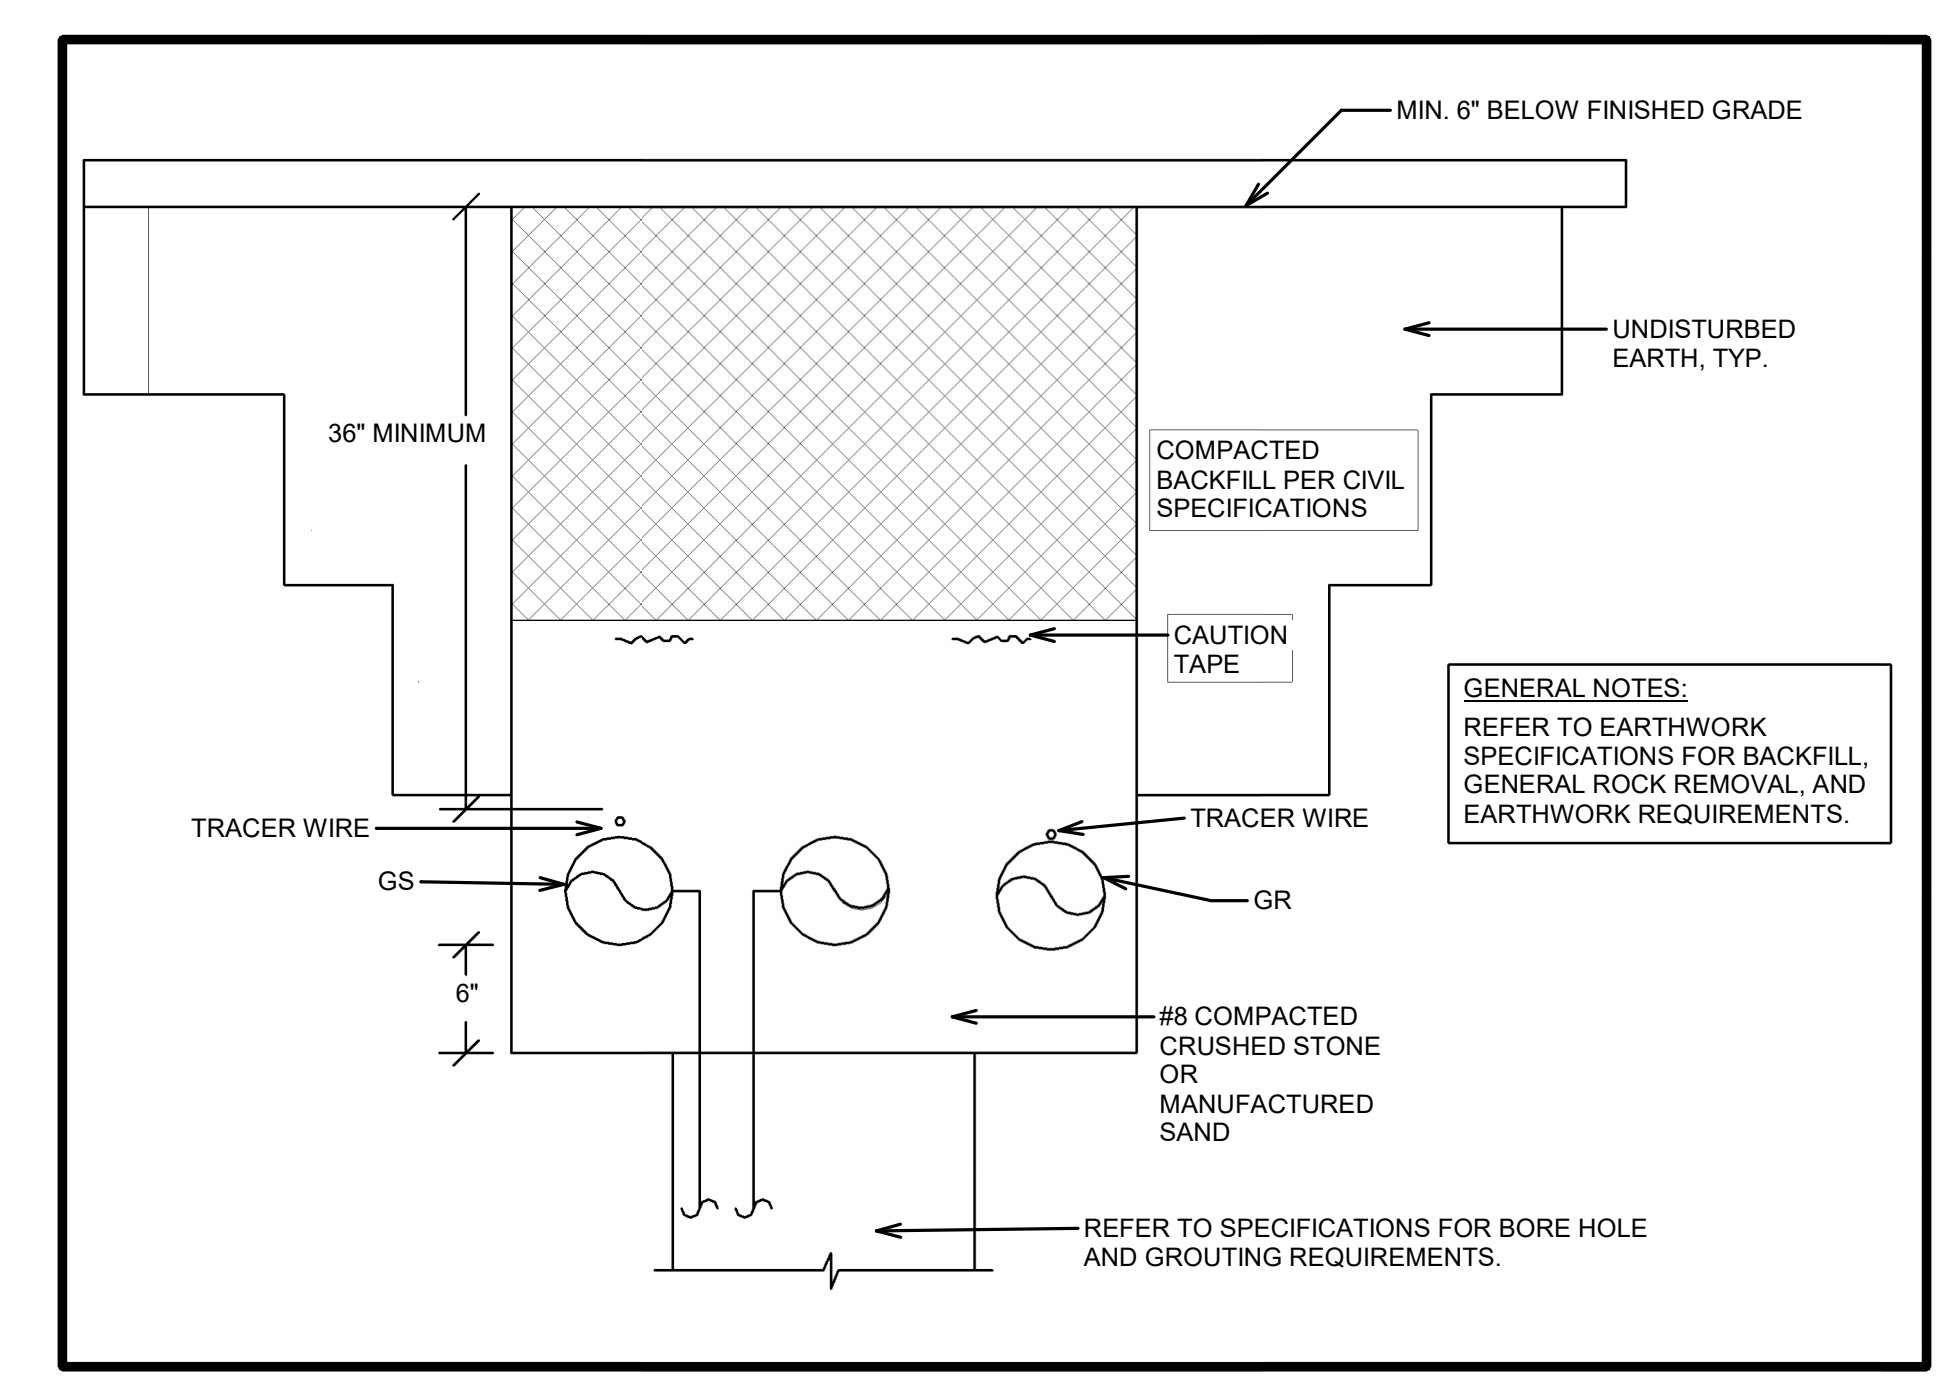 MIN. 6" BELOW FINISHED GRADE
UNDISTURBED
EARTH, TYP.
36" MINIMUM
COMPACTED
BACKFILL PER CIVIL
SPECIFICATIONS
CAUTION
TAPE
GENERAL NOTES:
REFER TO EARTHWORK
SPECIFICATIONS FOR BACKFILL,
GENERAL ROCK REMOVAL, AND
EARTHWORK REQUIREMENTS.
TRACER WIRE
TRACER WIRE
GS
GR
6"
#8 COMPACTED
CRUSHED STONE
OR
MANUFACTURED
SAND
REFER TO SPECIFICATIONS FOR BORE HOLE
AND GROUTING REQUIREMENTS.